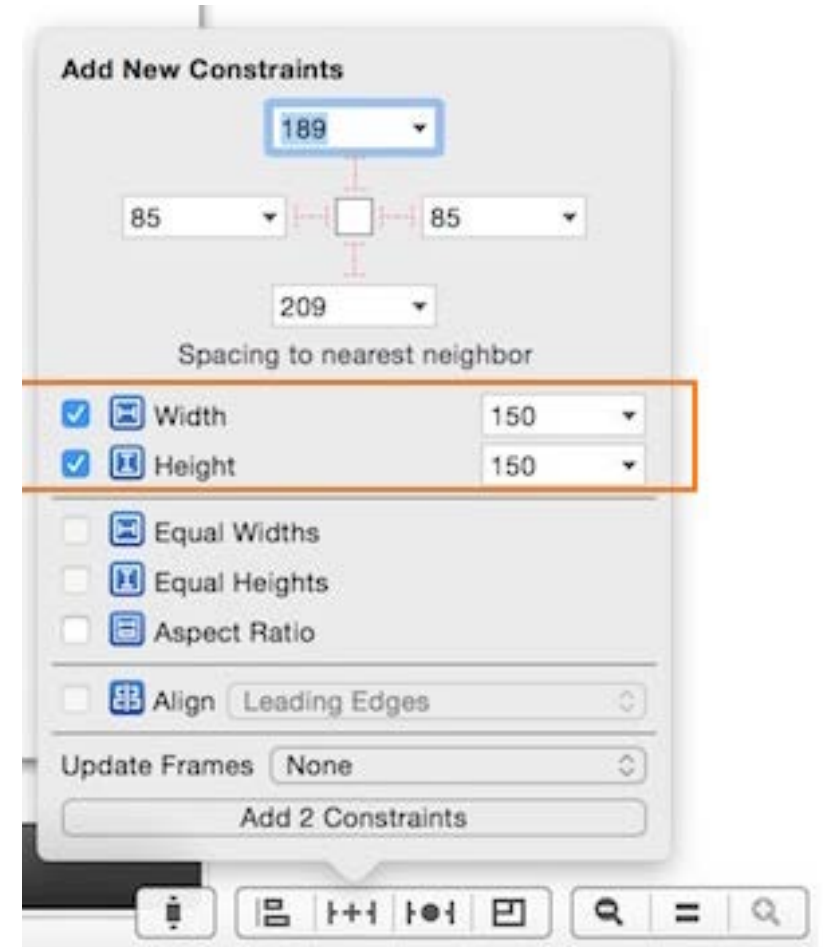 Add New Constraints
189
85 85
209
Spacing to nearest neighbor
Width 150
Height 150
Equal Widths
Equal Heights
Aspect Ratio
Align Leading Edges
Update Frames None
Add 2 Constraints